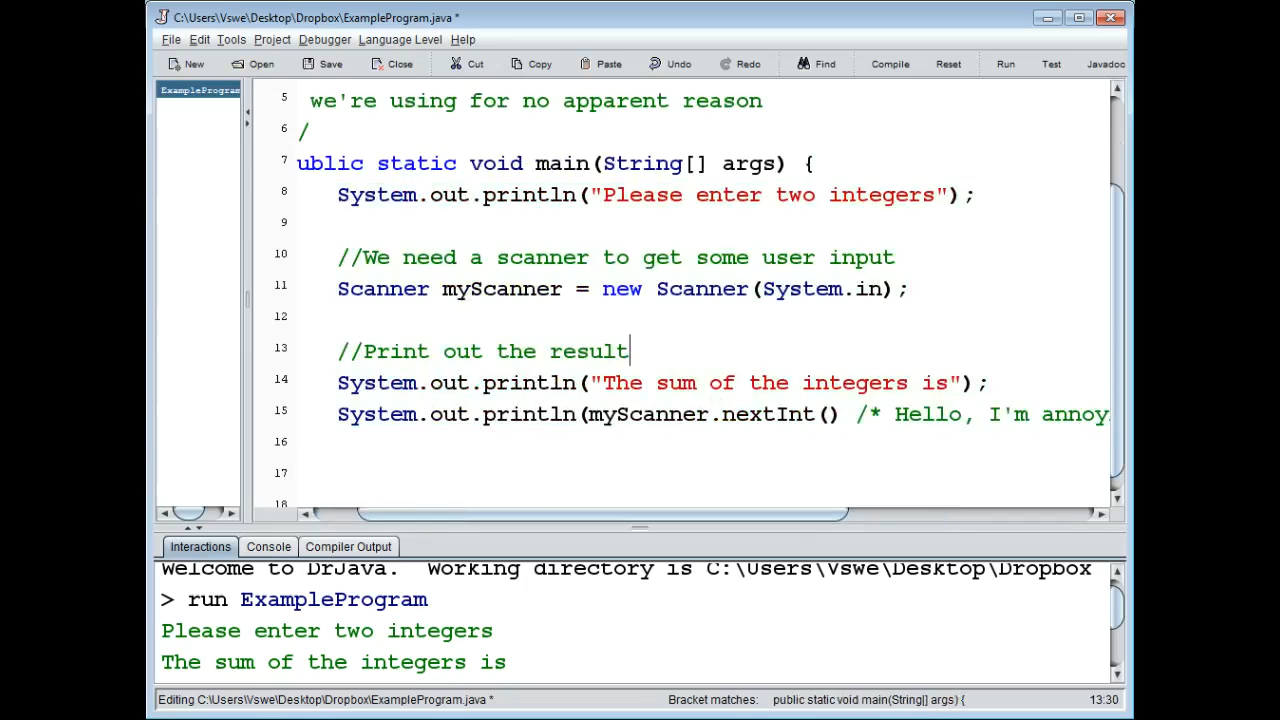 C:\Users\Vswe\Desktop\Dropbox\ExampleProgram.java *
File Edit Tools Project Debugger Language Level Help
New Open Save Close Cut Copy Paste Undo Redo Find Compile Reset Run Test Javadoc
ExampleProgram
5 we're using for no apparent reason
6 /
7 ublic static void main(String[] args) {
8 System.out.println("Please enter two integers");
9
10 //We need a scanner to get some user input
11 Scanner myScanner = new Scanner(System.in);
12
13 //Print out the result
14 System.out.println("The sum of the integers is");
15 System.out.println(myScanner.nextInt() /* Hello, I'm annoy
16
17
18
Interactions Console Compiler Output
Welcome to DrJava. Working directory is C:\Users\Vswe\Desktop\Dropbox
> run ExampleProgram
Please enter two integers
The sum of the integers is
Editing C:\Users\Vswe\Desktop\Dropbox\ExampleProgram.java * Bracket matches: public static void main(String[] args) { 13:30